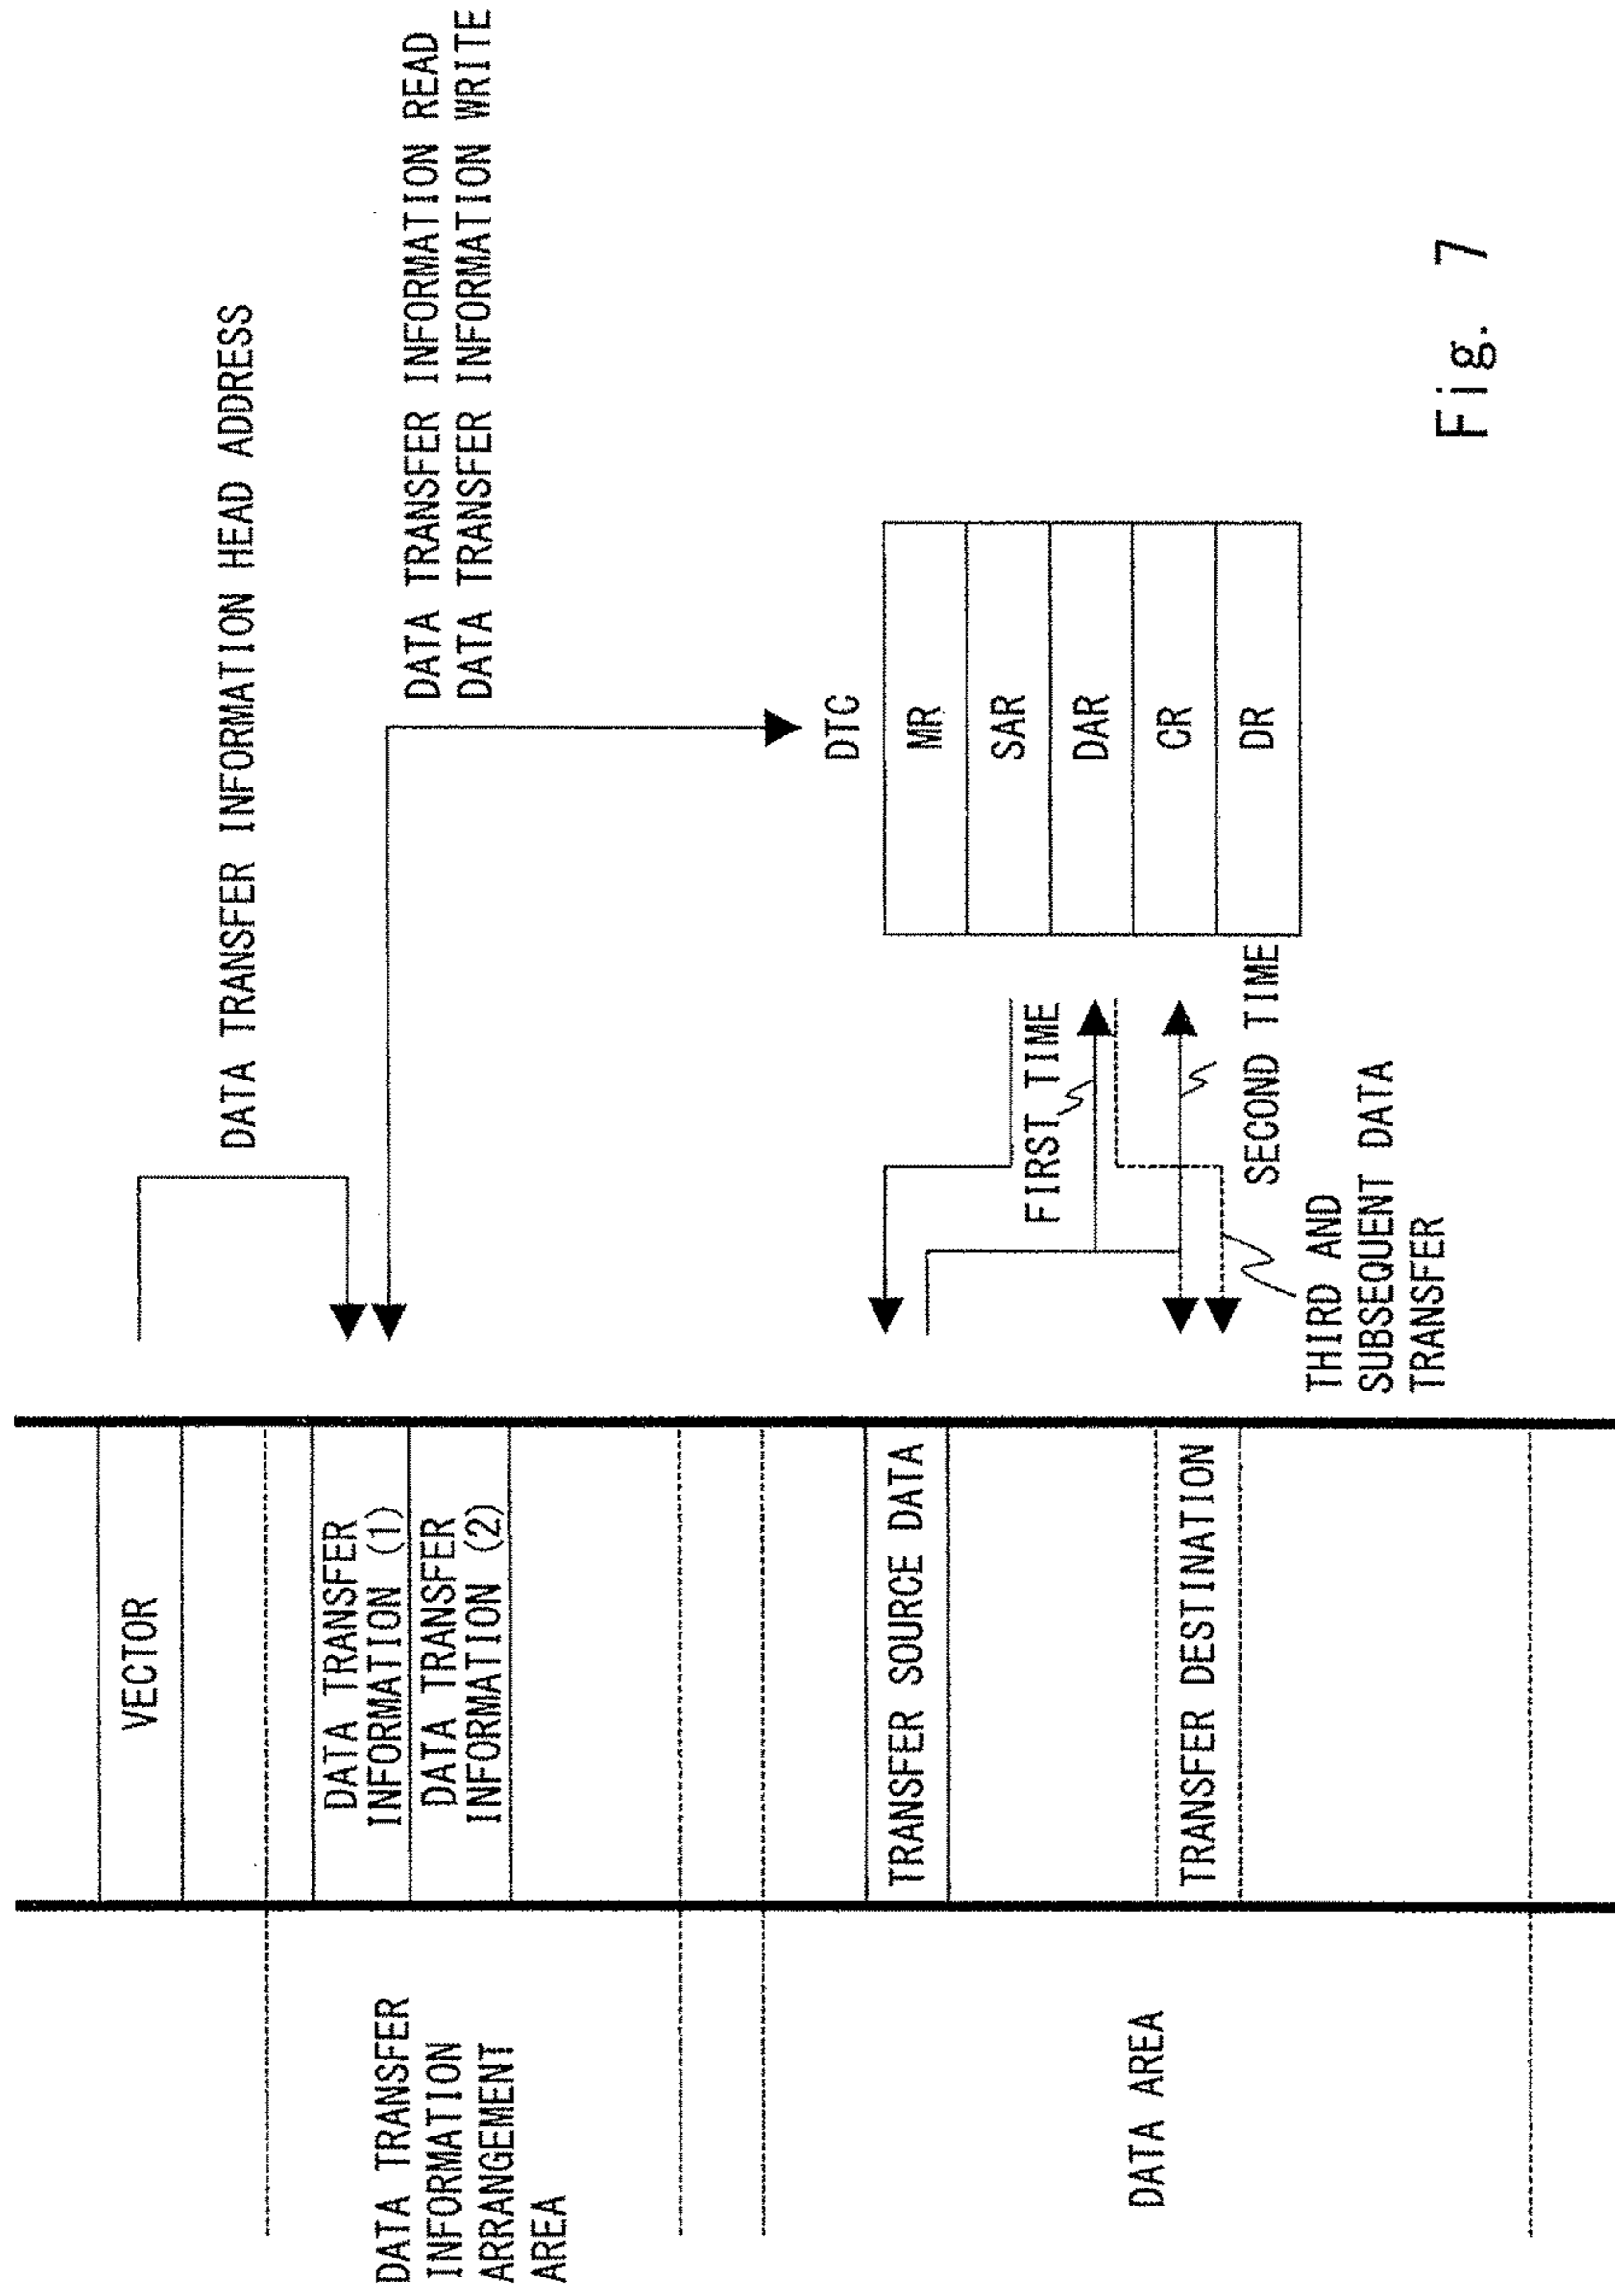 VECTOR
DATA TRANSFER INFORMATION HEAD ADDRESS
DATA TRANSFER
INFORMATION
ARRANGEMENT
AREA
DATA TRANSFER
INFORMATION (1)
DATA TRANSFER
INFORMATION (2)
DATA TRANSFER INFORMATION READ
DATA TRANSFER INFORMATION WRITE
DTC
MR
SAR
DAR
CR
DR
DATA AREA
TRANSFER SOURCE DATA
TRANSFER DESTINATION
FIRST TIME
SECOND TIME
THIRD AND
SUBSEQUENT DATA
TRANSFER
Fig. 7